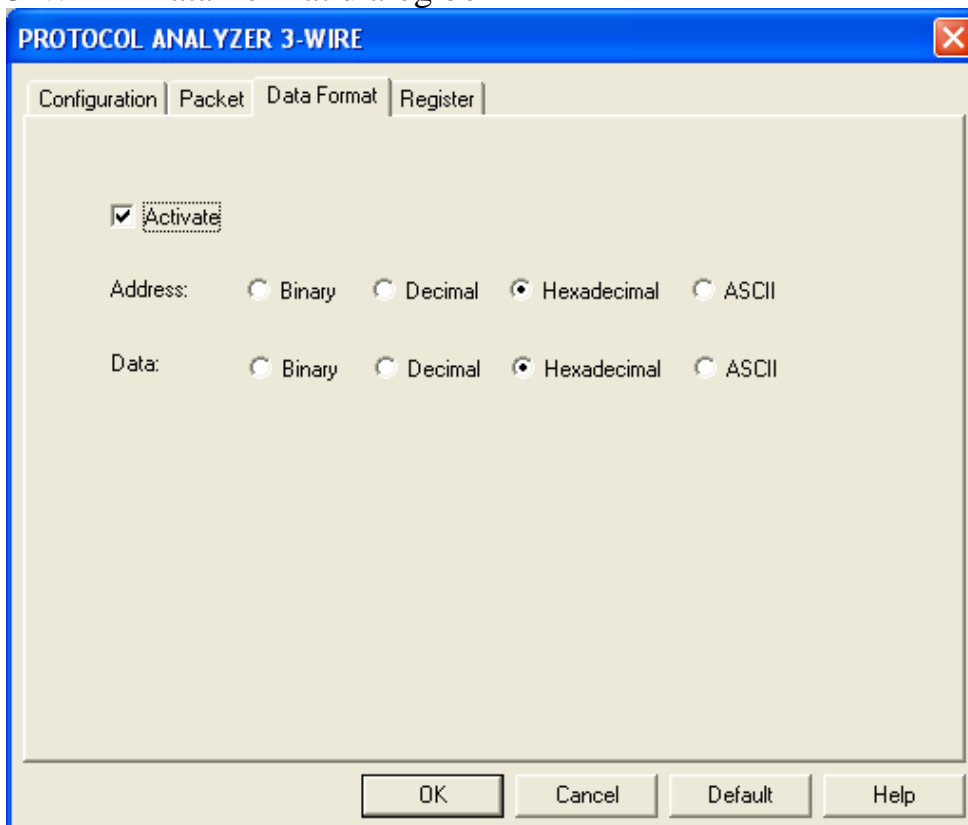 PROTOCOL ANALYZER 3-WIRE
Configuration Packet Data Format Register
Activate
Address: Binary Decimal Hexadecimal ASCII
Data: Binary Decimal Hexadecimal ASCII
OK Cancel Default Help